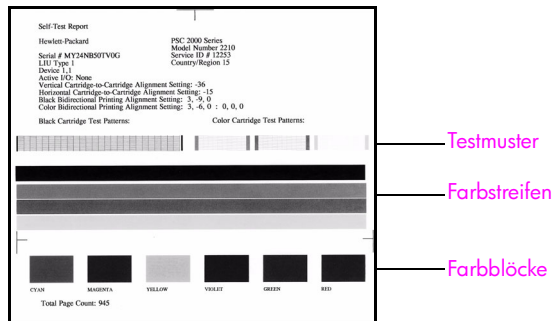 Self-Test Report
Hewlett-Packard
PSC 2000 Series
Model Number 2210
Serial # MY24NB50TV0G
Service ID # 12253
LIU Type 1
Country/Region 15
Device 1,1
Active I/O: None
Vertical Cartridge-to-Cartridge Alignment Setting: -36
Horizontal Cartridge-to-Cartridge Alignment Setting: -15
Black Bidirectional Printing Alignment Setting: 3, -9, 0
Color Bidirectional Printing Alignment Setting: 3, -6, 0 : 0, 0, 0
Black Cartridge Test Patterns:
Color Cartridge Test Patterns:
Testmuster
Farbstreifen
Farbblöcke
CYAN MAGENTA YELLOW VIOLET GREEN RED
Total Page Count: 945